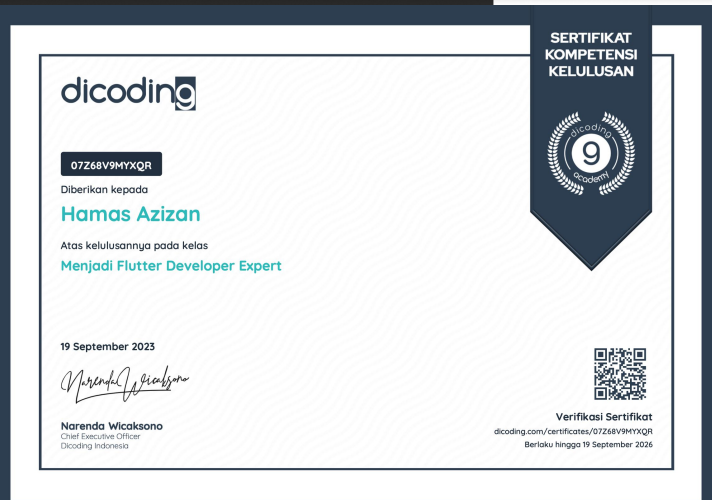 SERTIFIKAT
KOMPETENSI
KELULUSAN
dicoding
dicoding
9
academy
07Z68V9MYXQR
Diberikan kepada
Hamas Azizan
Atas kelulusannya pada kelas
Menjadi Flutter Developer Expert
19 September 2023
Narenda Wicaksono
Narenda Wicaksono
Chief Executive Officer
Dicoding Indonesia
Verifikasi Sertifikat
dicoding.com/certificates/07Z68V9MYXQR
Berlaku hingga 19 September 2026